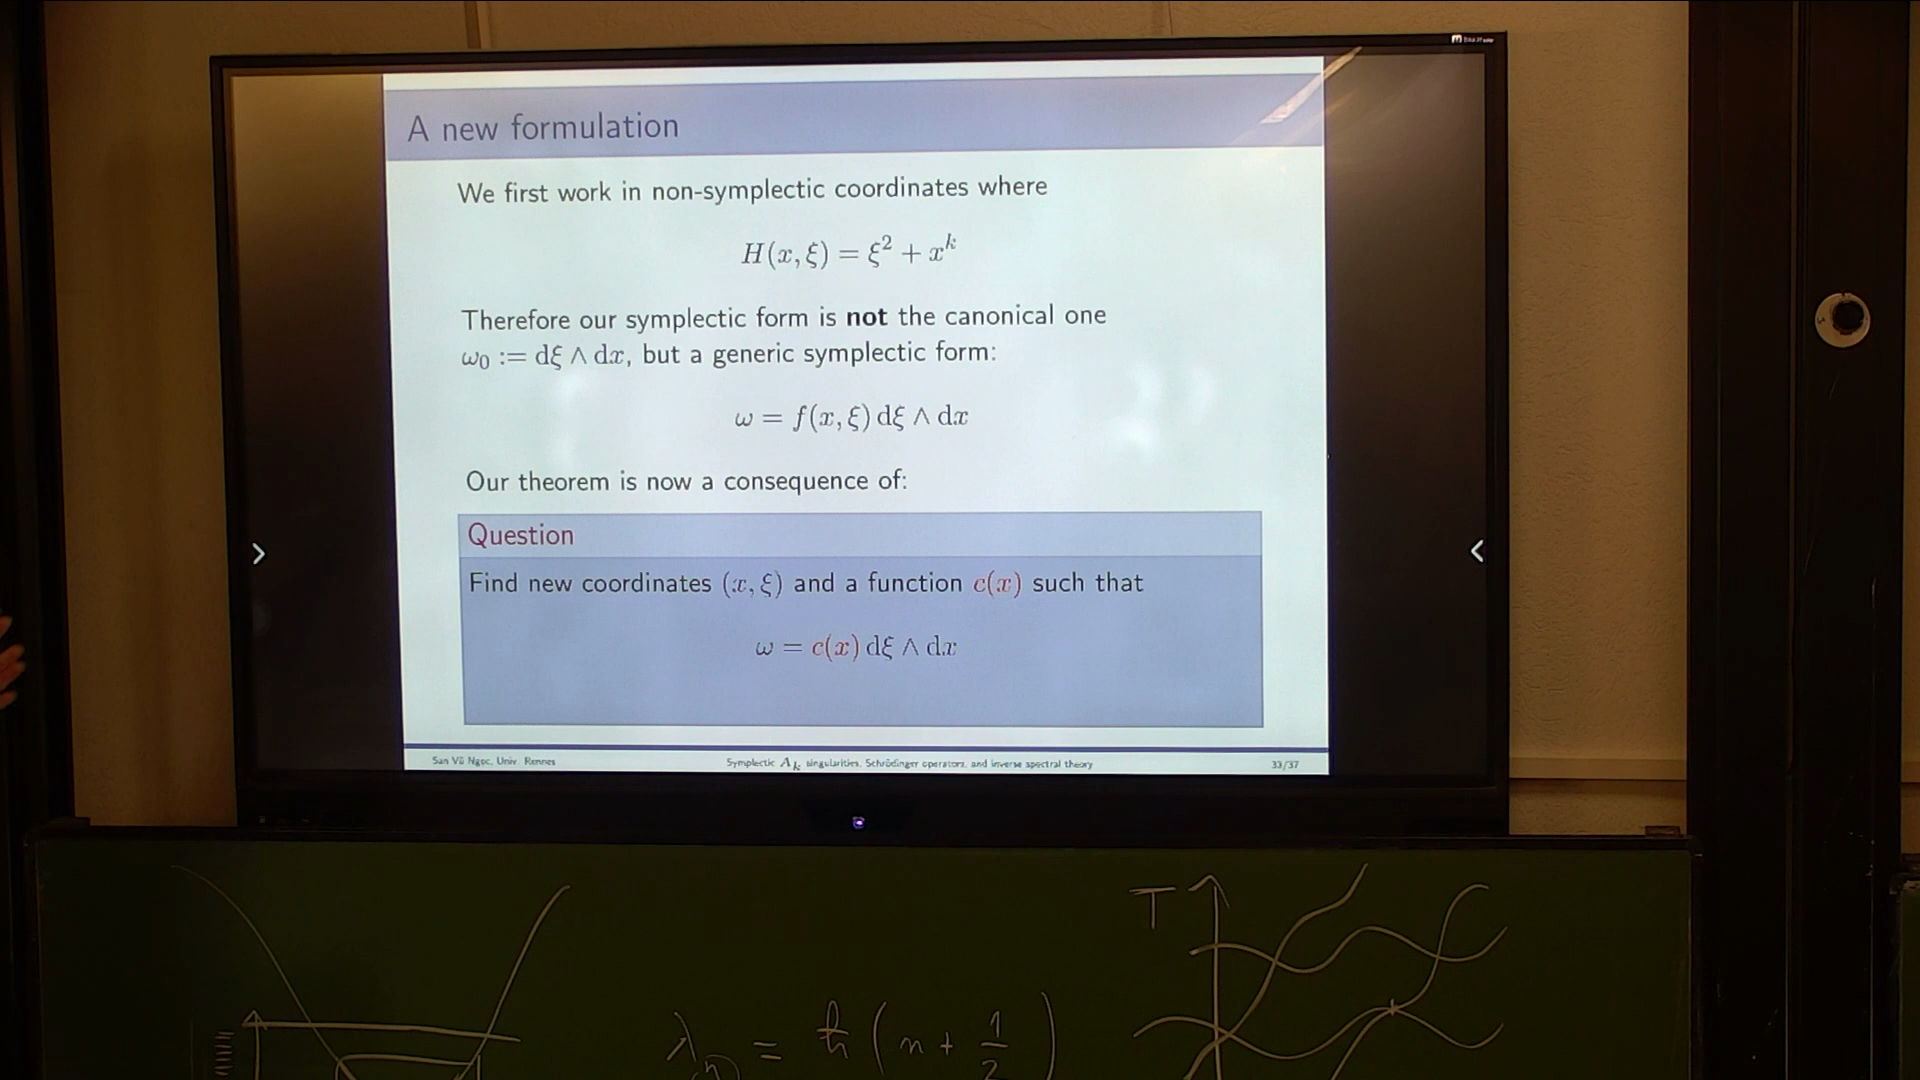 A new formulation
We first work in non-symplectic coordinates where
H(x, ξ) = ξ² + xᵏ
Therefore our symplectic form is not the canonical one
ω₀ := dξ ∧ dx, but a generic symplectic form:
ω = f(x, ξ) dξ ∧ dx
Our theorem is now a consequence of:
Question
Find new coordinates (x, ξ) and a function c(x) such that
ω = c(x) dξ ∧ dx
San Vũ Ngọc, Univ. Rennes
Symplectic Aₖ singularities, Schrödinger operators, and inverse spectral theory
33/37
T
λₙ = ħ (n + 1/2)